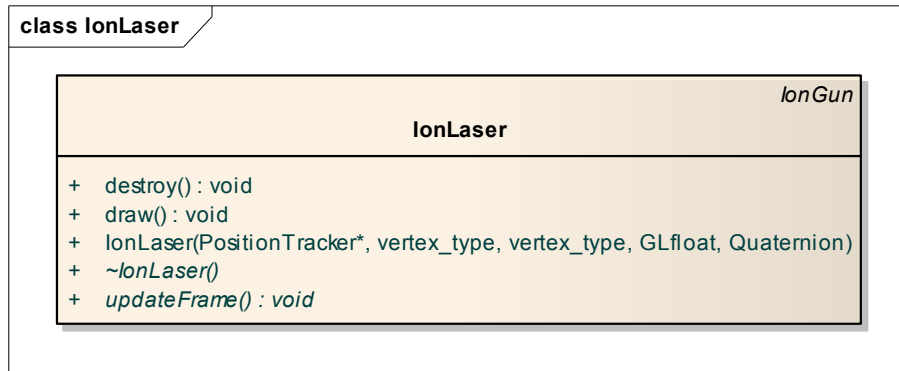 class IonLaser
IonGun
IonLaser
+ destroy() : void
+ draw() : void
+ IonLaser(PositionTracker*, vertex_type, vertex_type, GLfloat, Quaternion)
+ ~IonLaser()
+ updateFrame() : void